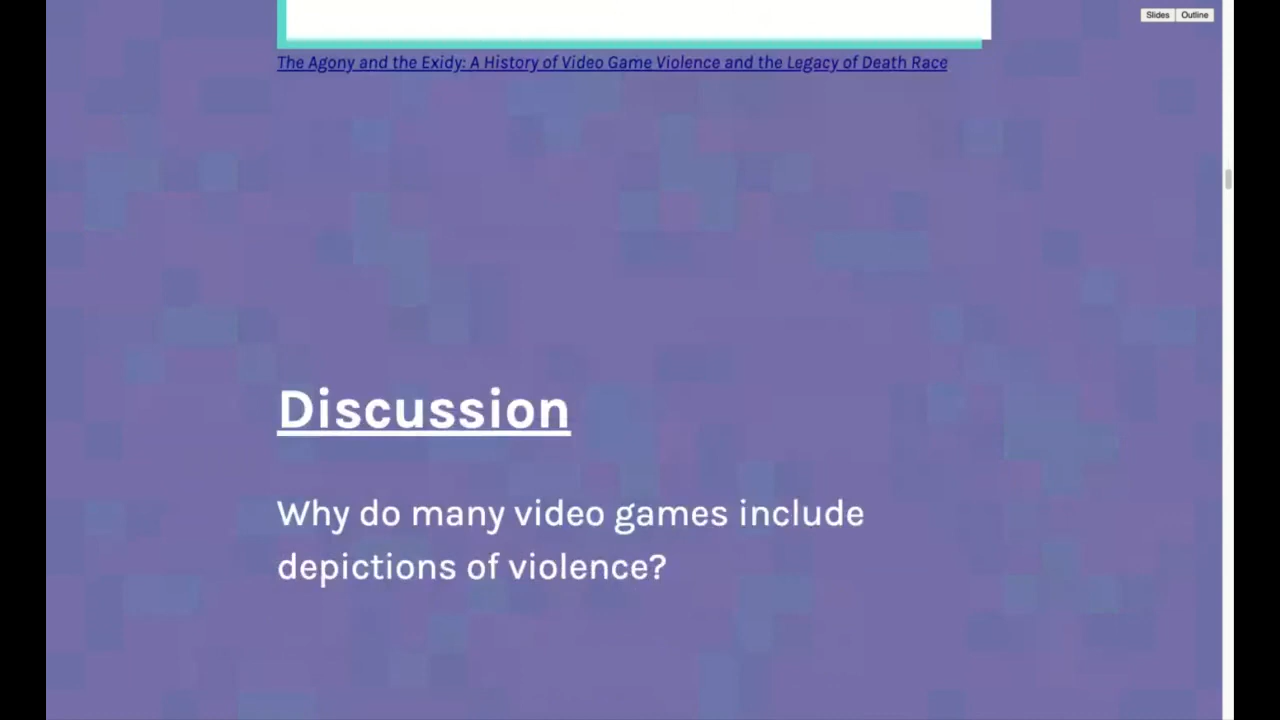 Slides Outline
The Agony and the Exidy: A History of Video Game Violence and the Legacy of Death Race
Discussion
Why do many video games include
depictions of violence?